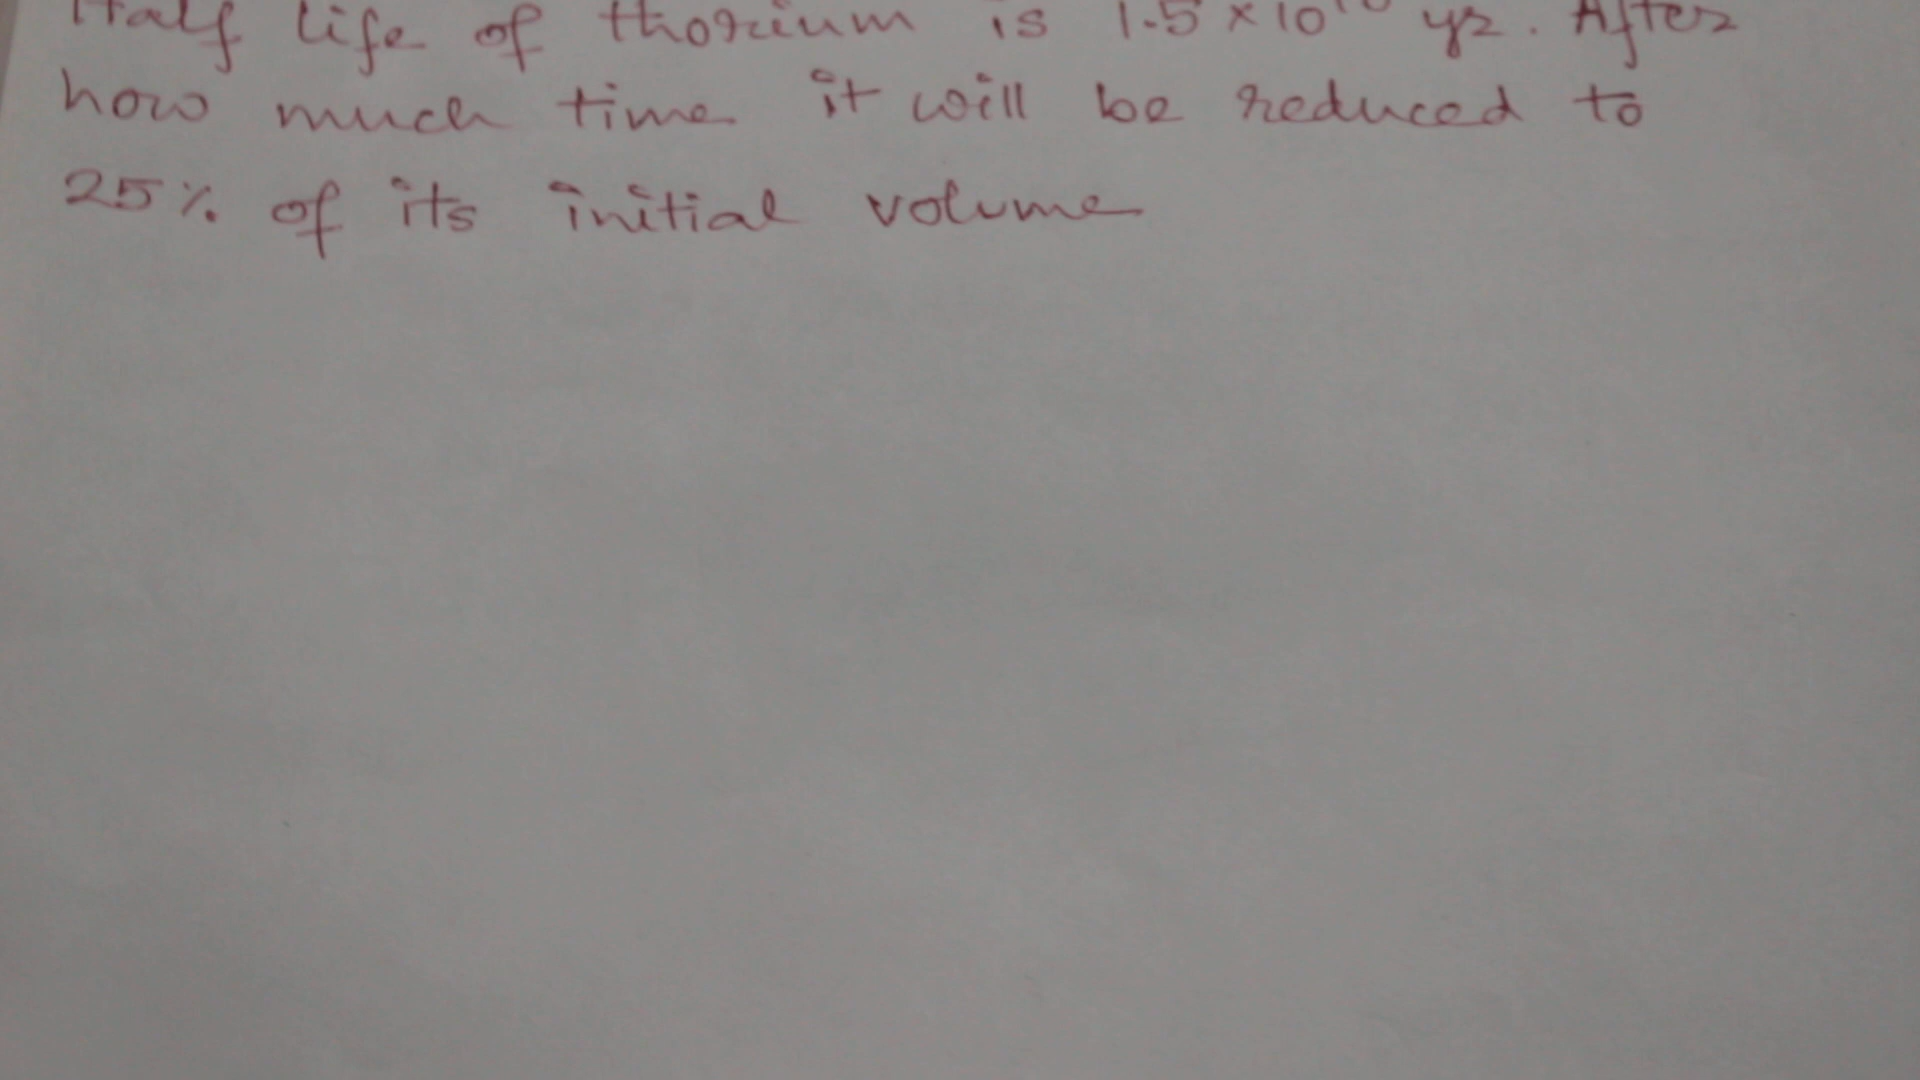 Half life of thorium is 1.5 × 10¹⁰ yr. After
how much time it will be reduced to
25% of its initial volume